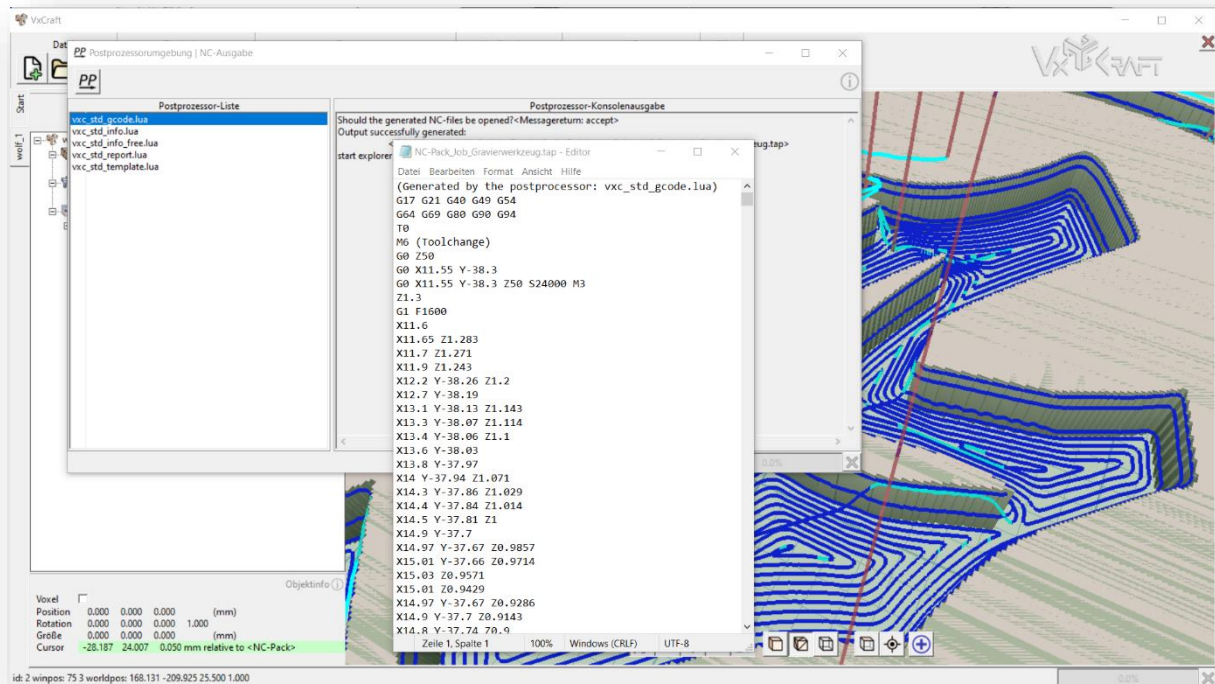 VxCraft
Dat
PP Postprozessorumgebung | NC-Ausgabe
VxCRAFT
PP
Start
wolf_1
Postprozessor-Liste
Postprozessor-Konsolenausgabe
vxc_std_gcode.lua
vxc_std_info.lua
vxc_std_info_free.lua
vxc_std_report.lua
vxc_std_template.lua
Should the generated NC-files be opened?<Messagereturn: accept>
Output successfully generated:
eug.tap>
start explorer
NC-Pack_Job_Gravierwerkzeug.tap - Editor
Datei Bearbeiten Format Ansicht Hilfe
(Generated by the postprocessor: vxc_std_gcode.lua)
G17 G21 G40 G49 G54
G64 G69 G80 G90 G94
T0
M6 (Toolchange)
G0 Z50
G0 X11.55 Y-38.3
G0 X11.55 Y-38.3 Z50 S24000 M3
Z1.3
G1 F1600
X11.6
X11.65 Z1.283
X11.7 Z1.271
X11.9 Z1.243
X12.2 Y-38.26 Z1.2
X12.7 Y-38.19
X13.1 Y-38.13 Z1.143
X13.3 Y-38.07 Z1.114
X13.4 Y-38.06 Z1.1
X13.6 Y-38.03
X13.8 Y-37.97
X14 Y-37.94 Z1.071
X14.3 Y-37.86 Z1.029
X14.4 Y-37.84 Z1.014
X14.5 Y-37.81 Z1
X14.9 Y-37.7
X14.97 Y-37.67 Z0.9857
X15.01 Y-37.66 Z0.9714
X15.03 Z0.9571
X15.01 Z0.9429
X14.97 Y-37.67 Z0.9286
X14.9 Y-37.7 Z0.9143
X14.8 Y-37.74 Z0.9
Zeile 1, Spalte 1 100% Windows (CRLF) UTF-8
0.0%
Objektinfo
Voxel
Position 0.000 0.000 0.000 (mm)
Rotation 0.000 0.000 0.000 1.000
Größe 0.000 0.000 0.000 (mm)
Cursor -28.187 24.007 0.050 mm relative to <NC-Pack>
id: 2 winpos: 75 3 worldpos: 168.131 -209.925 25.500 1.000
0.0%